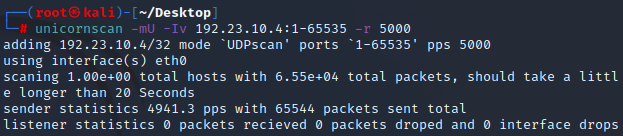 ┌──(root㉿kali)-[~/Desktop]
└─# unicornscan -mU -Iv 192.23.10.4:1-65535 -r 5000
adding 192.23.10.4/32 mode `UDPscan' ports `1-65535' pps 5000
using interface(s) eth0
scaning 1.00e+00 total hosts with 6.55e+04 total packets, should take a littl
e longer than 20 Seconds
sender statistics 4941.3 pps with 65544 packets sent total
listener statistics 0 packets recieved 0 packets droped and 0 interface drops